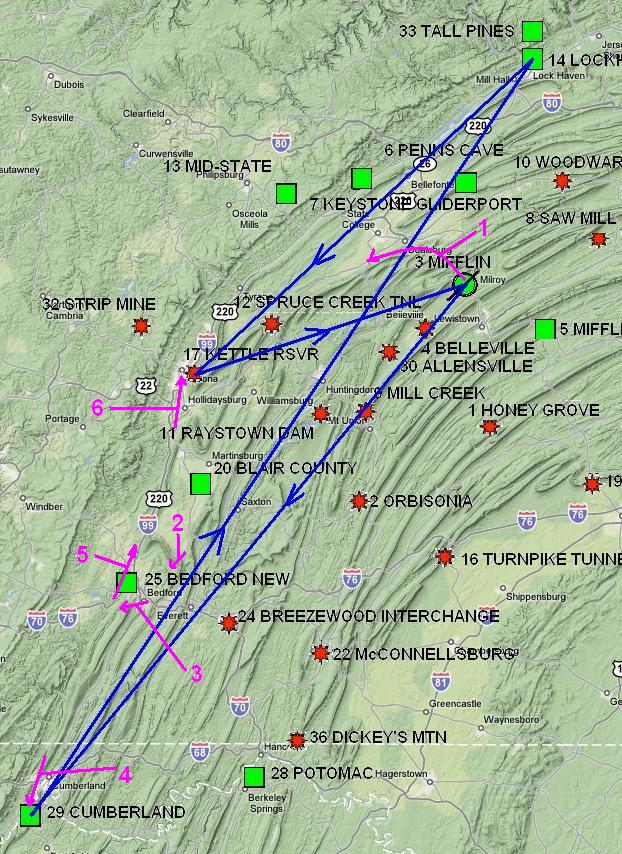 33 TALL PINES
Jers
14 LOCKH
Mill Hall
Lock Haven
Dubois
80
Sykesville
Clearfield
220
80
Curwensville
6 PENNS CAVE
sutawney
26
13 MID-STATE
10 WOODWAR
Philipsburg
Bellefonte
220
7 KEYSTONE GLIDERPORT
Osceola
Mills
State
College
8 SAW MILL
1
Boalsburg
3 MIFFLIN
Milroy
32 STRIP MINE
Cambria
Tyrone
12 SPRUCE CREEK TNL
220
Belleville
Lewistown
5 MIFFLI
99
4 BELLEVILLE
17 KETTLE RSVR
30 ALLENSVILLE
22
Huntingdon
MILL CREEK
6
Hollidaysburg
Williamsburg
Portage
Mt Union
1 HONEY GROVE
11 RAYSTOWN DAM
Martinsburg
20 BLAIR COUNTY
19
220
Windber
Saxton
2 ORBISONIA
76
99
2
76
5
16 TURNPIKE TUNNE
25 BEDFORD NEW
76
Bedford
Shippensburg
70
76
Everett
24 BREEZEWOOD INTERCHANGE
3
22 McCONNELLSBURG
81
70
Greencastle
Waynesboro
36 DICKEY'S MTN
68
Hanc
4
28 POTOMAC
Hagerstown
Cumberland
Berkeley
Springs
29 CUMBERLAND